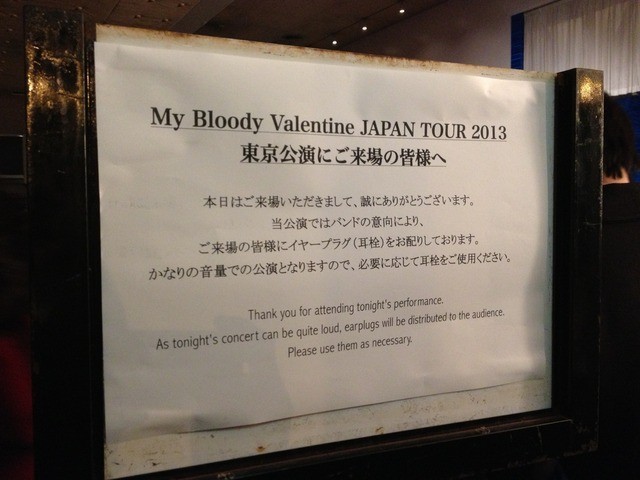 My Bloody Valentine JAPAN TOUR 2013
東京公演にご来場の皆様へ
本日はご来場いただきまして、誠にありがとうございます。
当公演ではバンドの意向により、
ご来場の皆様にイヤープラグ(耳栓)をお配りしております。
かなりの音量での公演となりますので、必要に応じて耳栓をご使用ください。
Thank you for attending tonight's performance.
As tonight's concert can be quite loud, earplugs will be distributed to the audience.
Please use them as necessary.